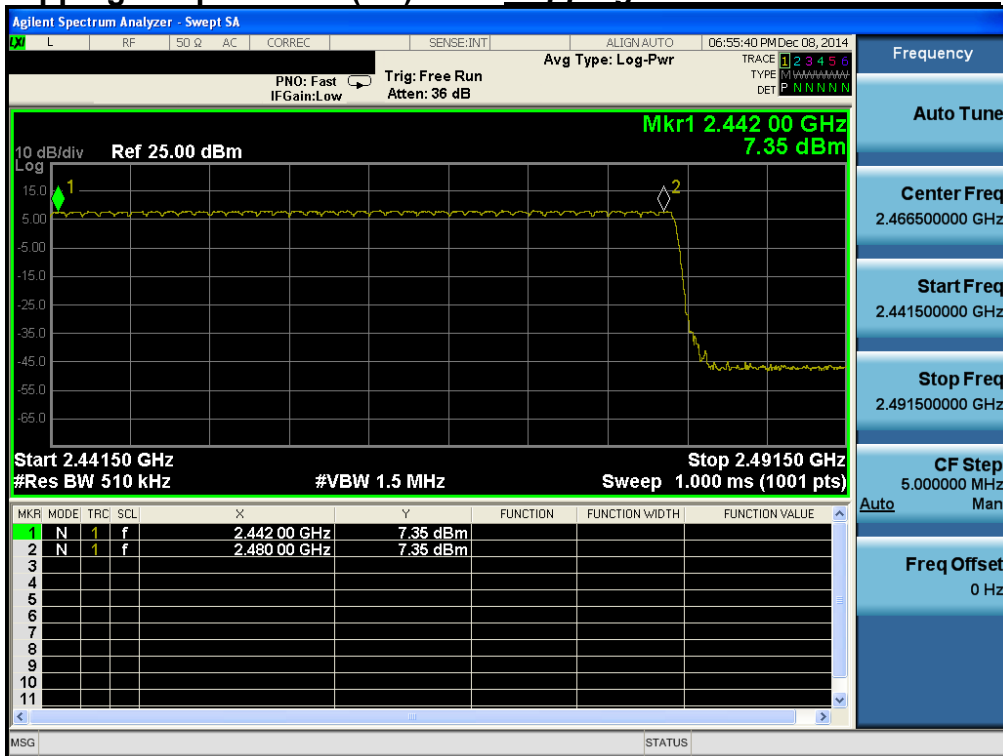 Agilent Spectrum Analyzer - Swept SA
LXI L RF 50 Ω AC CORREC SENSE:INT ALIGN AUTO 06:55:40 PM Dec 08, 2014
Frequency
Avg Type: Log-Pwr
TRACE 1 2 3 4 5 6
PNO: Fast
Trig: Free Run
TYPE M
IFGain:Low
Atten: 36 dB
DET P N N N N N
Auto Tune
Mkr1 2.442 00 GHz
7.35 dBm
10 dB/div
Ref 25.00 dBm
Log
15.0
1
2
5.00
-5.00
-15.0
-25.0
-35.0
-45.0
-55.0
-65.0
Center Freq
2.466500000 GHz
Start Freq
2.441500000 GHz
Stop Freq
2.491500000 GHz
Start 2.44150 GHz
Stop 2.49150 GHz
#Res BW 510 kHz
#VBW 1.5 MHz
Sweep 1.000 ms (1001 pts)
CF Step
5.000000 MHz
Auto Man
MKR MODE TRC SCL X Y FUNCTION FUNCTION WIDTH FUNCTION VALUE
1 N 1 f 2.442 00 GHz 7.35 dBm
2 N 1 f 2.480 00 GHz 7.35 dBm
3
4
5
6
7
8
9
10
11
Freq Offset
0 Hz
MSG
STATUS